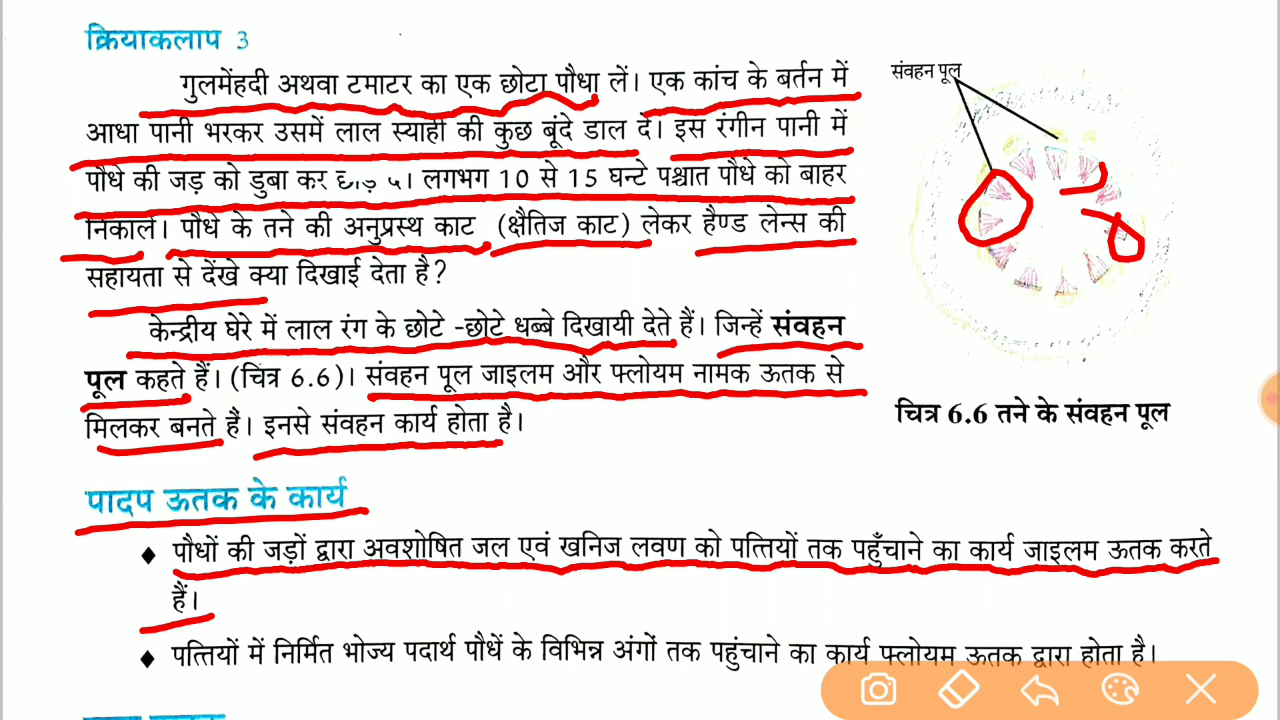 क्रियाकलाप 3
गुलमेंहदी अथवा टमाटर का एक छोटा पौधा लें। एक कांच के बर्तन में
आधा पानी भरकर उसमें लाल स्याही की कुछ बूंदे डाल दें। इस रंगीन पानी में
पौधे की जड़ को डुबा कर लगभग 10 से 15 घन्टे पश्चात पौधे को बाहर
निकालें। पौधे के तने की अनुप्रस्थ काट (क्षैतिज काट) लेकर हैण्ड लेन्स की
सहायता से देंखे क्या दिखाई देता है?
केन्द्रीय घेरे में लाल रंग के छोटे -छोटे धब्बे दिखायी देते हैं। जिन्हें संवहन
पूल कहते हैं। (चित्र 6.6)। संवहन पूल जाइलम और फ्लोयम नामक ऊतक से
मिलकर बनते हैं। इनसे संवहन कार्य होता है।
संवहन पूल
चित्र 6.6 तने के संवहन पूल
पादप ऊतक के कार्य
♦ पौधों की जड़ों द्वारा अवशोषित जल एवं खनिज लवण को पत्तियों तक पहुँचाने का कार्य जाइलम ऊतक करते
हैं।
♦ पत्तियों में निर्मित भोज्य पदार्थ पौधें के विभिन्न अंगों तक पहुंचाने का कार्य फ्लोयम ऊतक द्वारा होता है।